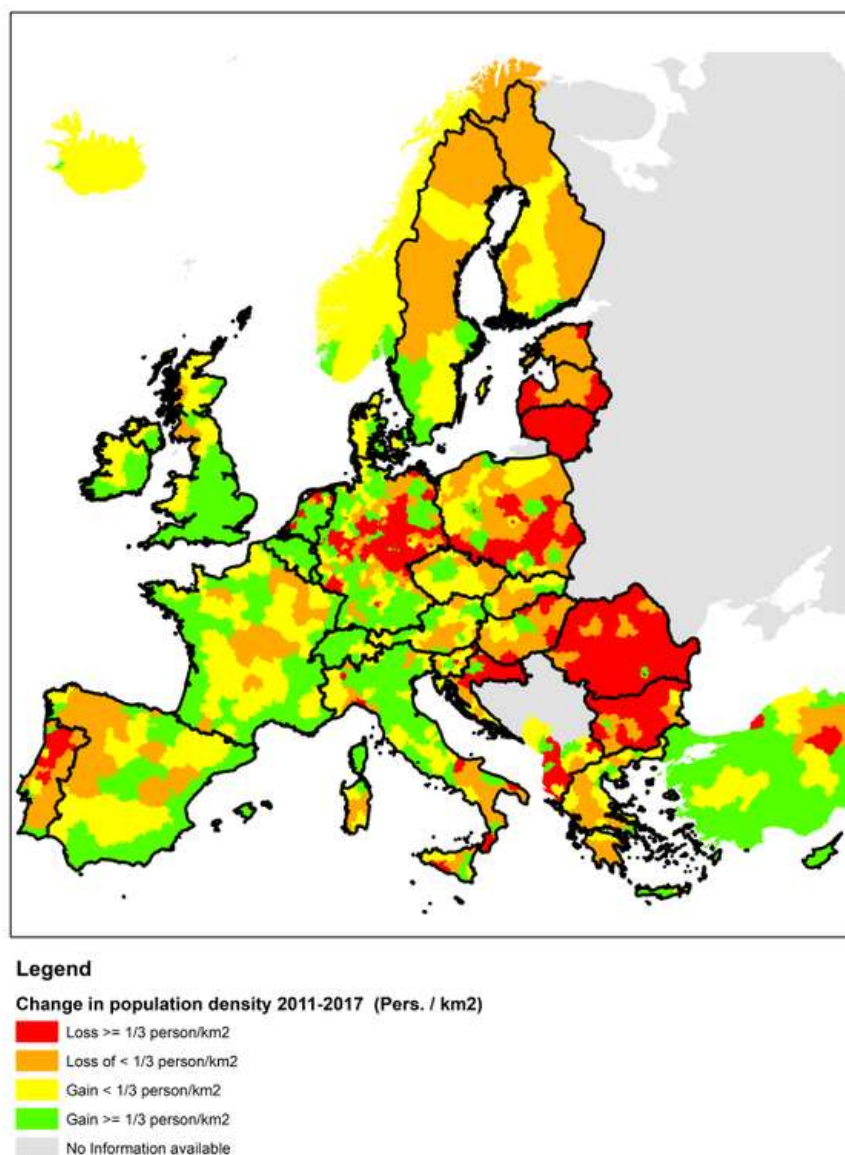 Legend
Change in population density 2011-2017 (Pers. / km2)
Loss >= 1/3 person/km2
Loss of < 1/3 person/km2
Gain < 1/3 person/km2
Gain >= 1/3 person/km2
No Information available